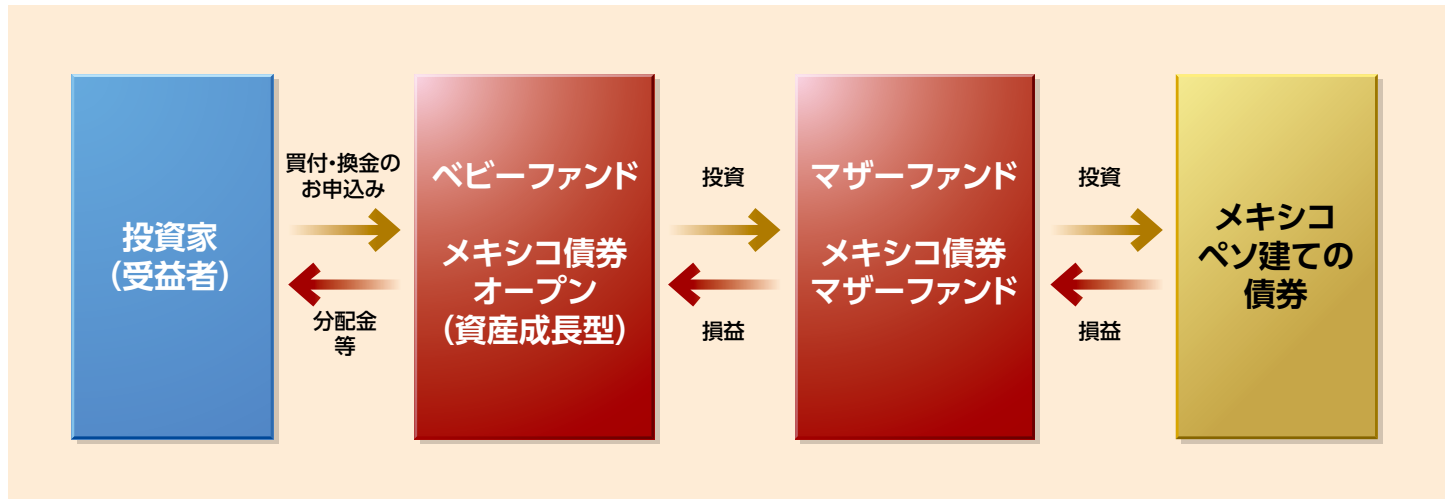 投資家
(受益者)
買付・換金の
お申込み
分配金
等
ベビーファンド
メキシコ債券
オープン
(資産成長型)
投資
損益
マザーファンド
メキシコ債券
マザーファンド
投資
損益
メキシコ
ペソ建ての
債券